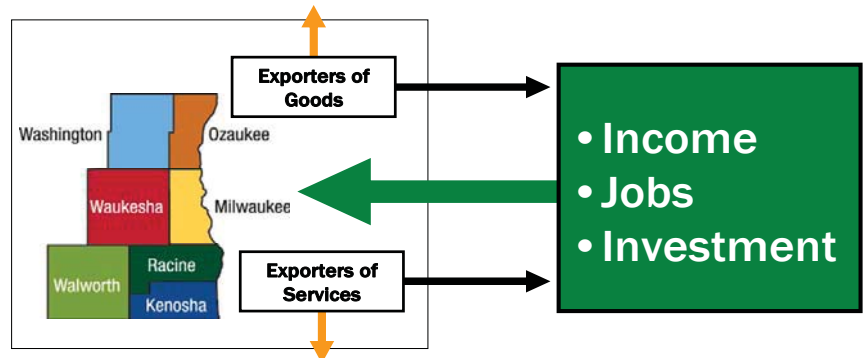 Exporters of
Goods
Washington
Ozaukee
Waukesha
Milwaukee
Walworth
Racine
Kenosha
Exporters of
Services
• Income
• Jobs
• Investment